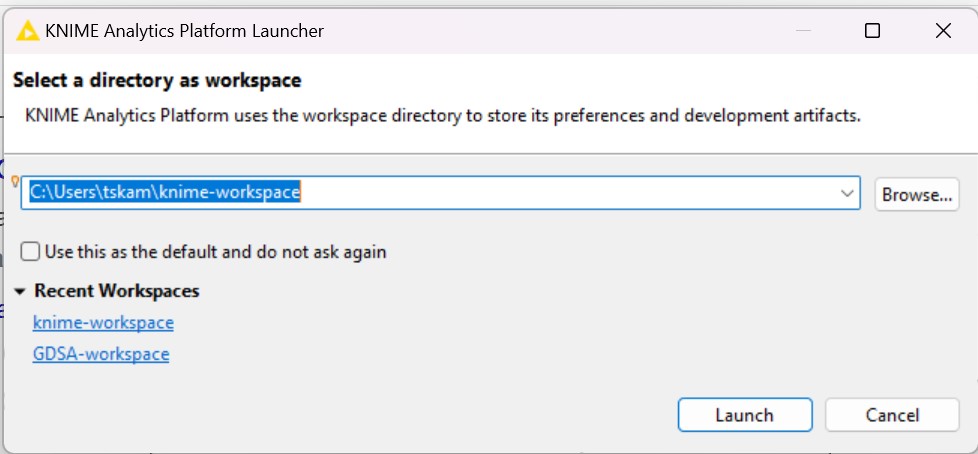 KNIME Analytics Platform Launcher
Select a directory as workspace
KNIME Analytics Platform uses the workspace directory to store its preferences and development artifacts.
C:\Users\tskam\knime-workspace
Browse...
Use this as the default and do not ask again
Recent Workspaces
knime-workspace
GDSA-workspace
Launch
Cancel